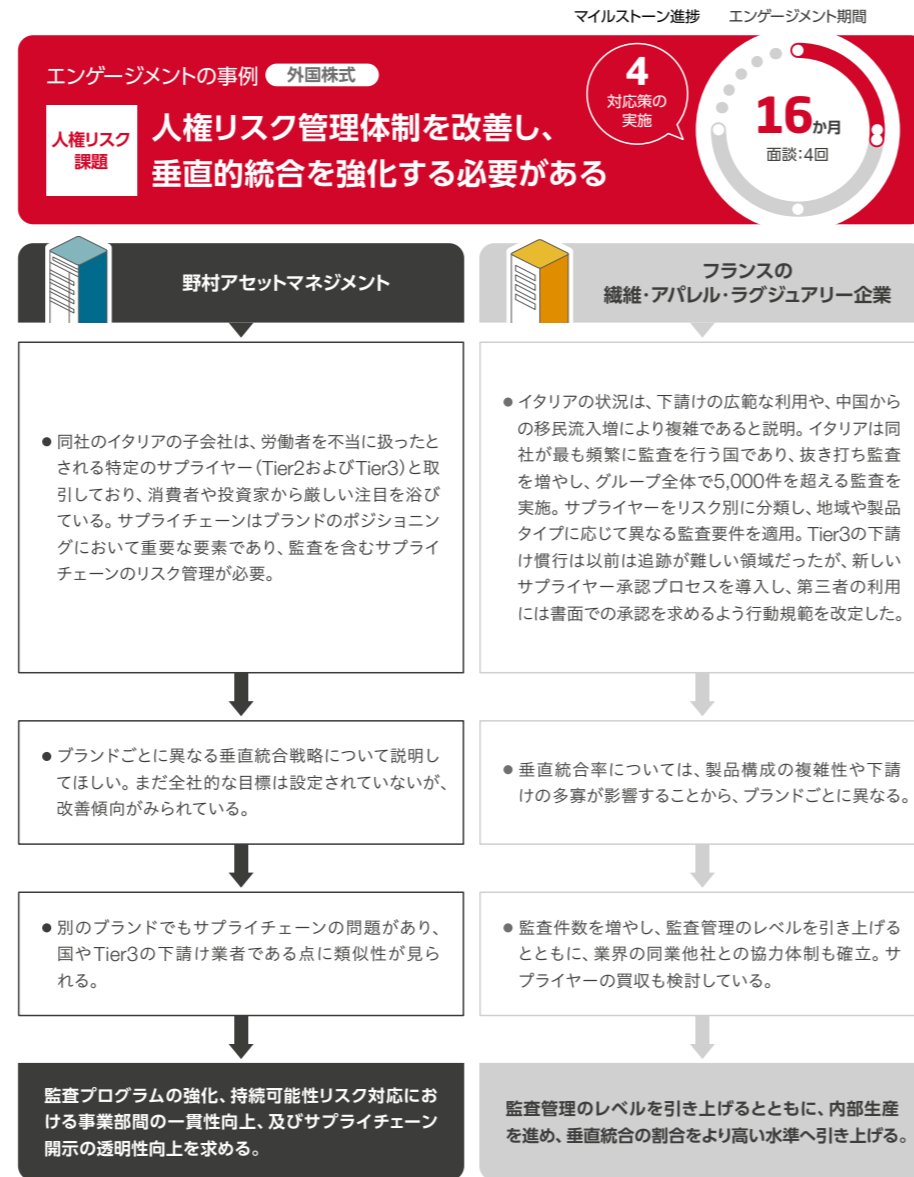 マイルストーン進捗 エンゲージメント期間
エンゲージメントの事例 外国株式
4
対応策の
実施
16か月
面談:4回
人権リスク
課題
人権リスク管理体制を改善し、
垂直的統合を強化する必要がある
野村アセットマネジメント
フランスの
繊維・アパレル・ラグジュアリー企業
● 同社のイタリアの子会社は、労働者を不当に扱ったと
される特定のサプライヤー(Tier2およびTier3)と取
引しており、消費者や投資家から厳しい注目を浴び
ている。サプライチェーンはブランドのポジショニン
グにおいて重要な要素であり、監査を含むサプライ
チェーンのリスク管理が必要。
● イタリアの状況は、下請けの広範な利用や、中国から
の移民流入増により複雑であると説明。イタリアは同
社が最も頻繁に監査を行う国であり、抜き打ち監査
を増やし、グループ全体で5,000件を超える監査を
実施。サプライヤーをリスク別に分類し、地域や製品
タイプに応じて異なる監査要件を適用。Tier3の下請
け慣行は以前は追跡が難しい領域だったが、新しい
サプライヤー承認プロセスを導入し、第三者の利用
には書面での承認を求めるよう行動規範を改定した。
● ブランドごとに異なる垂直統合戦略について説明し
てほしい。まだ全社的な目標は設定されていないが、
改善傾向がみられている。
● 垂直統合率については、製品構成の複雑性や下請
けの多寡が影響することから、ブランドごとに異なる。
● 別のブランドでもサプライチェーンの問題があり、
国やTier3の下請け業者である点に類似性が見ら
れる。
● 監査件数を増やし、監査管理のレベルを引き上げる
とともに、業界の同業他社との協力体制も確立。サ
プライヤーの買収も検討している。
監査プログラムの強化、持続可能性リスク対応にお
ける事業部間の一貫性向上、及びサプライチェーン
開示の透明性向上を求める。
監査管理のレベルを引き上げるとともに、内部生産
を進め、垂直統合の割合をより高い水準へ引き上げる。